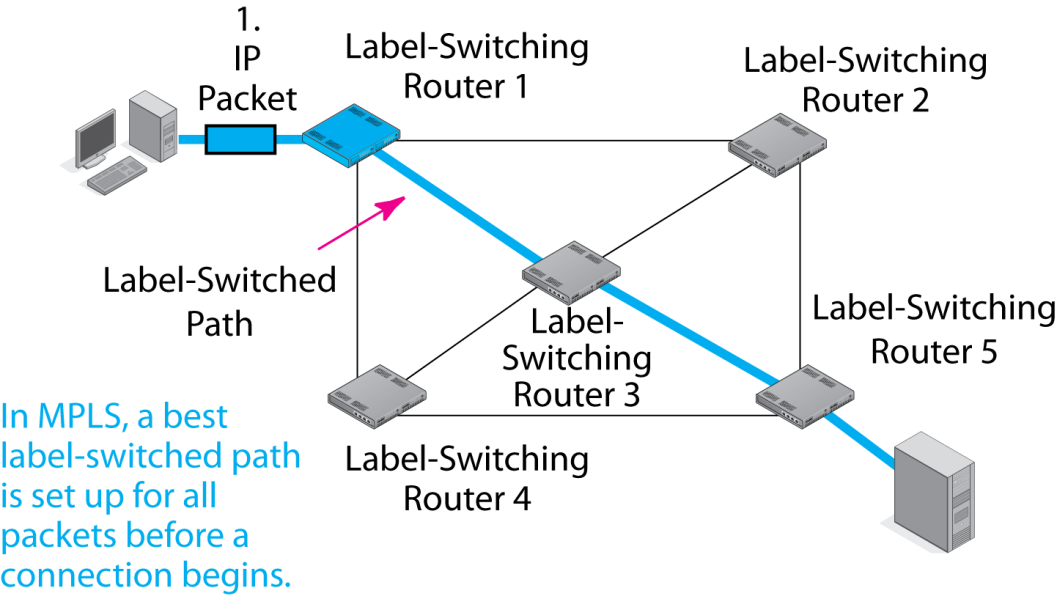 1.
IP
Packet
Label-Switching
Router 1
Label-Switching
Router 2
Label-Switched
Path
Label-
Switching
Router 3
Label-Switching
Router 5
In MPLS, a best
label-switched path
is set up for all
packets before a
connection begins.
Label-Switching
Router 4